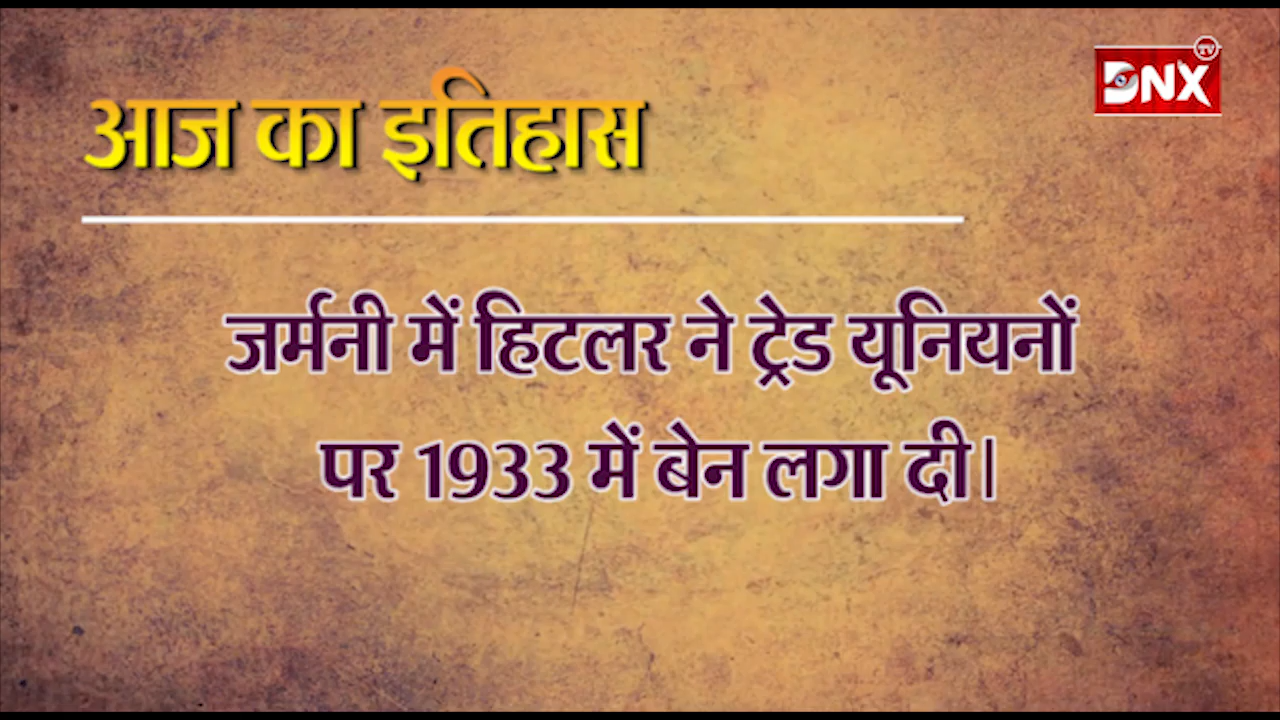 आज का इतिहास
DNX TV
जर्मनी में हिटलर ने ट्रेड यूनियनों
पर 1933 में बेन लगा दी।